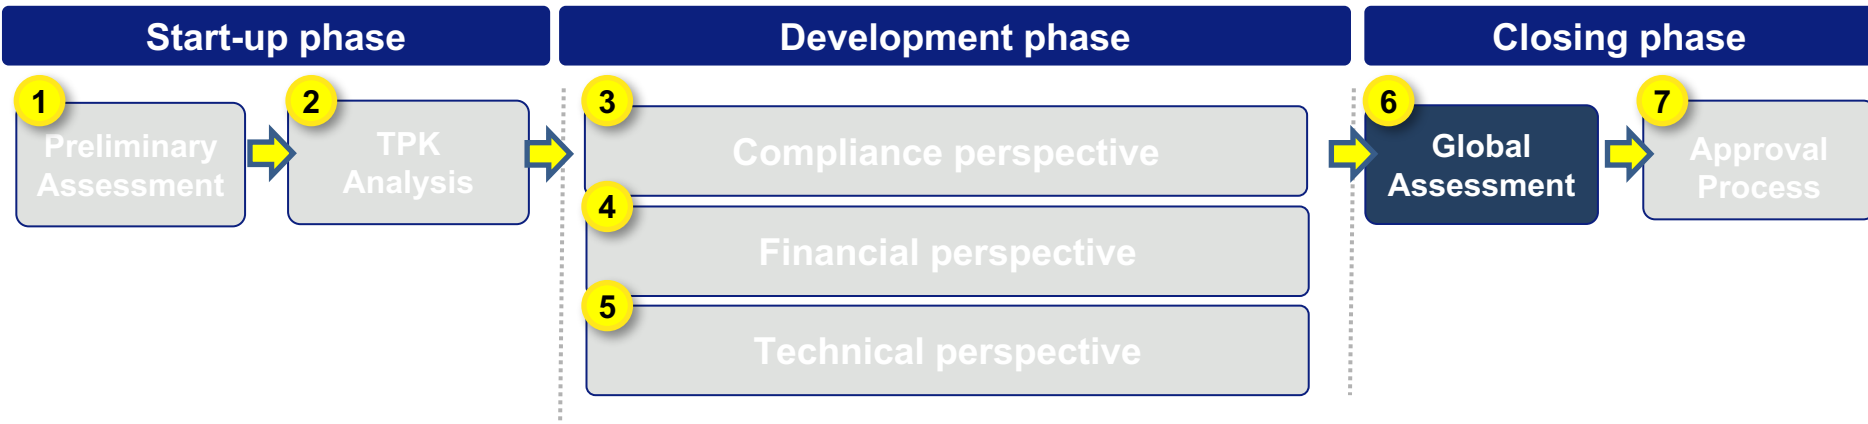 Start-up phase
Development phase
Closing phase
1
Preliminary
Assessment
2
TPK
Analysis
3
Compliance perspective
4
Financial perspective
5
Technical perspective
6
Global
Assessment
7
Approval
Process